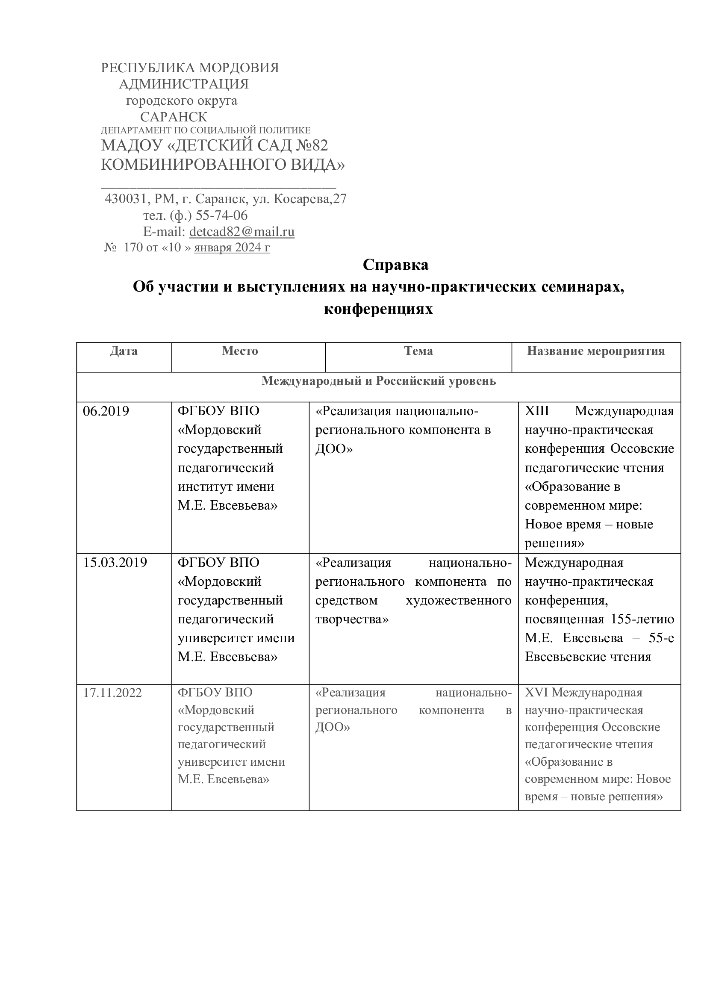 РЕСПУБЛИКА МОРДОВИЯ
АДМИНИСТРАЦИЯ
городского округа
САРАНСК
ДЕПАРТАМЕНТ ПО СОЦИАЛЬНОЙ ПОЛИТИКЕ
МАДОУ «ДЕТСКИЙ САД №82
КОМБИНИРОВАННОГО ВИДА»
_________________________________
430031, РМ, г. Саранск, ул. Косарева,27
тел. (ф.) 55-74-06
E-mail: detcad82@mail.ru
№ 170 от «10 » января 2024 г
Справка
Об участии и выступлениях на научно-практических семинарах,
конференциях
Дата Место Тема Название мероприятия
Международный и Российский уровень
06.2019
ФГБОУ ВПО
«Мордовский
государственный
педагогический
институт имени
М.Е. Евсевьева»
«Реализация национально-
регионального компонента в
ДОО»
XIII Международная
научно-практическая
конференция Оссовские
педагогические чтения
«Образование в
современном мире:
Новое время – новые
решения»
15.03.2019
ФГБОУ ВПО
«Мордовский
государственный
педагогический
университет имени
М.Е. Евсевьева»
«Реализация национально-
регионального компонента по
средством художественного
творчества»
Международная
научно-практическая
конференция,
посвященная 155-летию
М.Е. Евсевьева – 55-е
Евсевьевские чтения
17.11.2022
ФГБОУ ВПО
«Мордовский
государственный
педагогический
университет имени
М.Е. Евсевьева»
«Реализация национально-
регионального компонента в
ДОО»
XVI Международная
научно-практическая
конференция Оссовские
педагогические чтения
«Образование в
современном мире: Новое
время – новые решения»